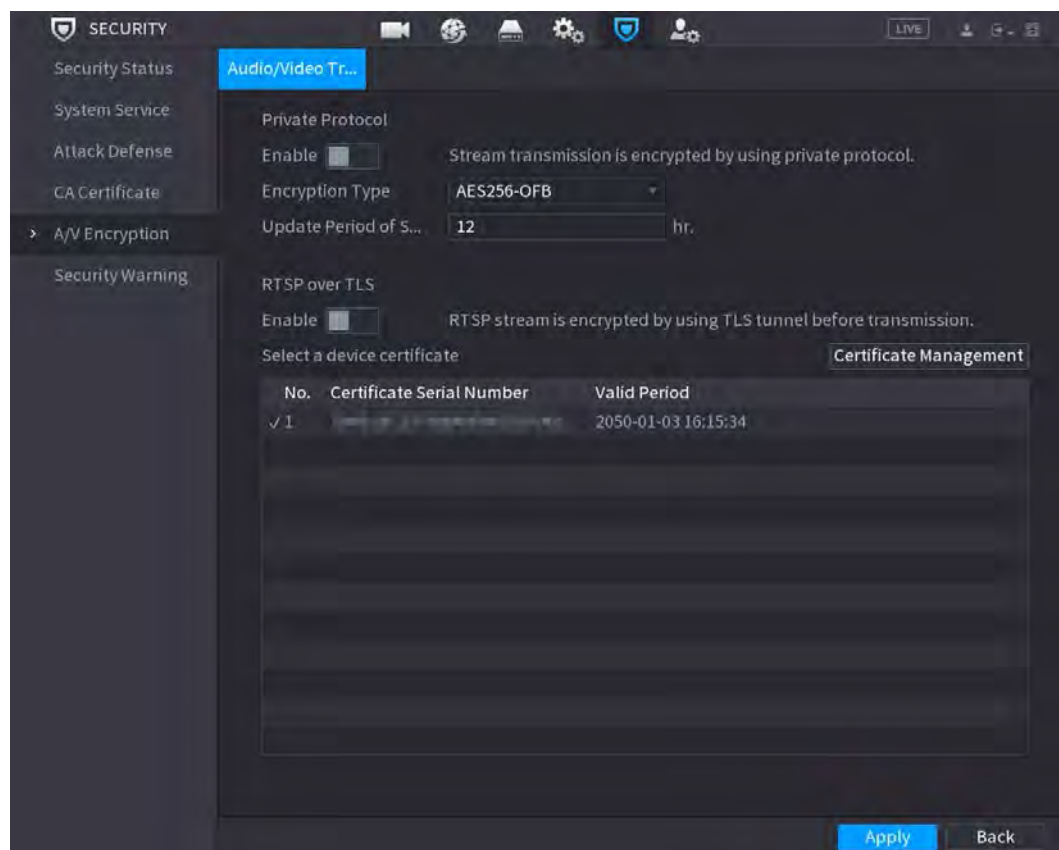 SECURITY
LIVE
Security Status
Audio/Video Tr...
System Service
Private Protocol
Attack Defense
Enable
Stream transmission is encrypted by using private protocol.
CA Certificate
Encryption Type
AES256-OFB
A/V Encryption
Update Period of S...
12
hr.
Security Warning
RTSP over TLS
Enable
RTSP stream is encrypted by using TLS tunnel before transmission.
Select a device certificate
Certificate Management
No. Certificate Serial Number Valid Period
1 2050-01-03 16:15:34
Apply
Back